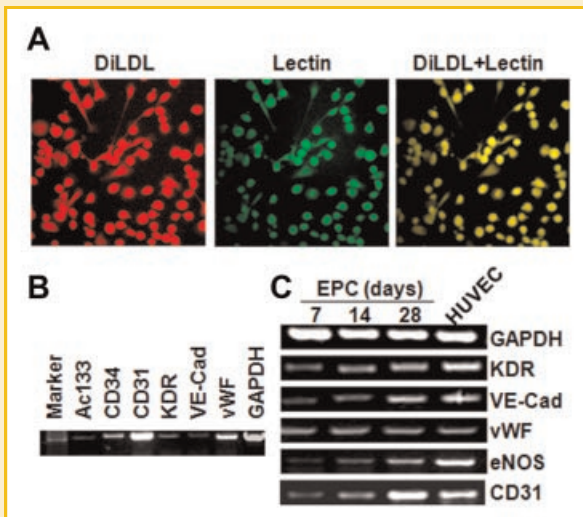 A
DiLDL Lectin DiLDL+Lectin
B
Marker
Ac133
CD34
CD31
KDR
VE-Cad
vWF
GAPDH
C
EPC (days)
7 14 28 HUVEC
GAPDH
KDR
VE-Cad
vWF
eNOS
CD31